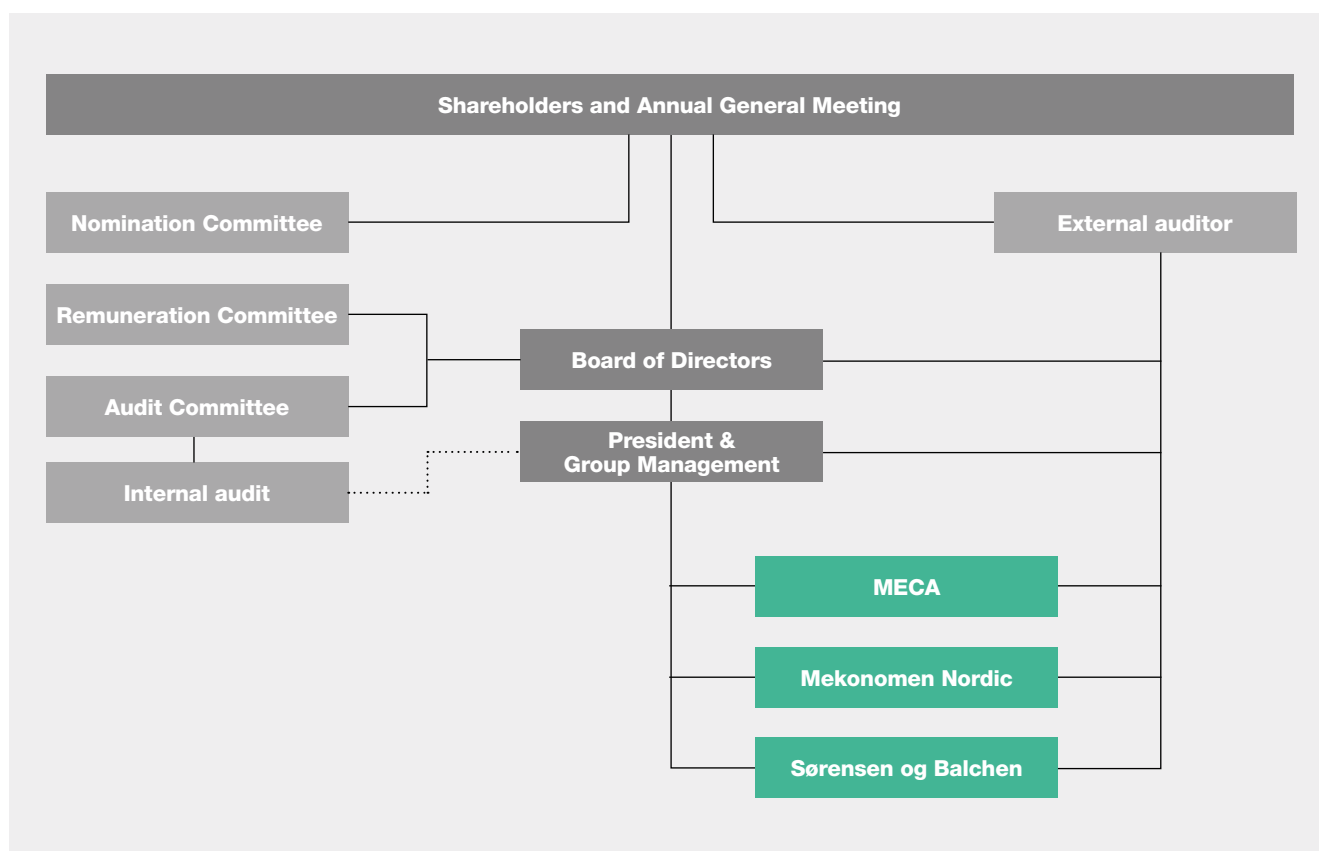 Shareholders and Annual General Meeting
Nomination Committee
External auditor
Remuneration Committee
Board of Directors
Audit Committee
President &
Group Management
Internal audit
MECA
Mekonomen Nordic
Sørensen og Balchen